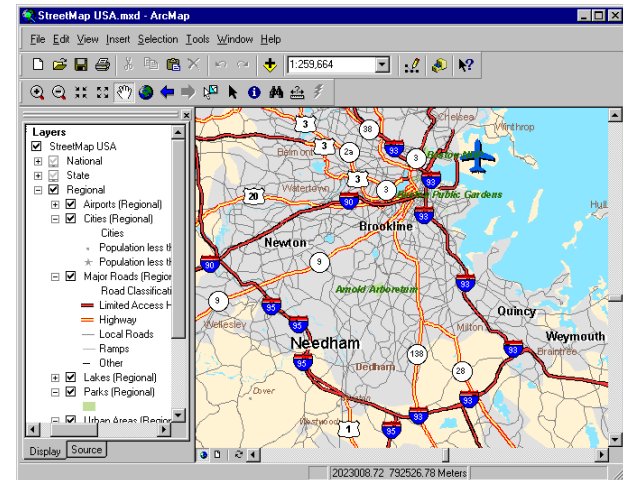 StreetMap USA.mxd - ArcMap
File Edit View Insert Selection Tools Window Help
1:259,664
Layers
StreetMap USA
National
State
Regional
Airports (Regional)
Cities (Regional)
Cities
Population less th
Population less th
Major Roads (Region
Road Classificati
Limited Access H
Highway
Local Roads
Ramps
Other
Lakes (Regional)
Parks (Regional)
Urban Areas (Region
Display Source
Chelsea
Winthrop
3 38
3 2a 93 3
Belmont
Boston
3
Watertown 3 93
20 90 Public Gardens
93
Brookline
Hull
Newton
90 9 93
Arnold Arboretum
9 95
Quincy
Wellesley 95 Milton
Weymouth
Needham 93 Braintree
138
95 Dedham 28
Dover 93
93
Westwood 1 95
2023008.72 792526.78 Meters